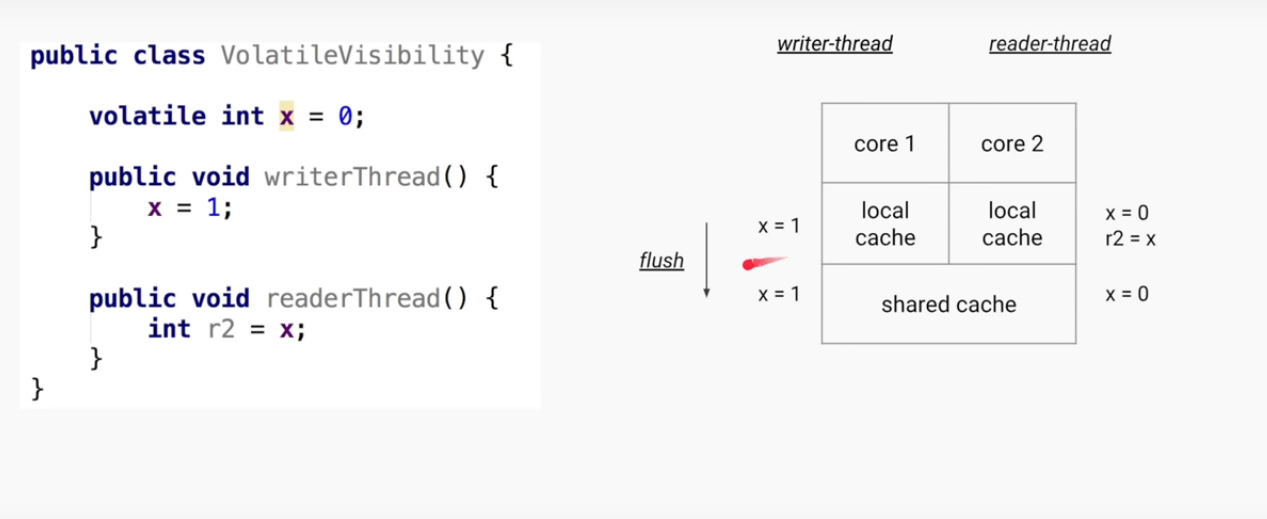 public class VolatileVisibility {
volatile int x = 0;
public void writerThread() {
x = 1;
}
public void readerThread() {
int r2 = x;
}
}
writer-thread
reader-thread
core 1
core 2
x = 1
local
cache
local
cache
x = 0
r2 = x
flush
x = 1
shared cache
x = 0